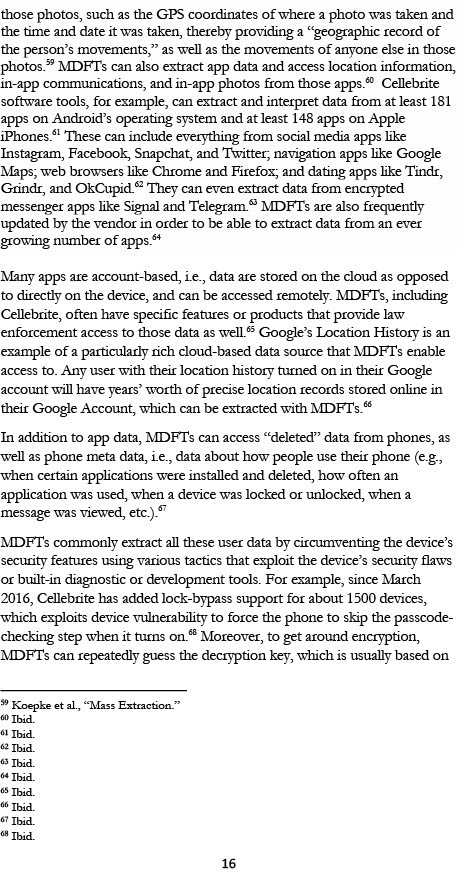 those photos, such as the GPS coordinates of where a photo was taken and
the time and date it was taken, thereby providing a “geographic record of
the person’s movements,” as well as the movements of anyone else in those
photos.⁵⁹ MDFTs can also extract app data and access location information,
in-app communications, and in-app photos from those apps.⁶⁰ Cellebrite
software tools, for example, can extract and interpret data from at least 181
apps on Android’s operating system and at least 148 apps on Apple
iPhones.⁶¹ These can include everything from social media apps like
Instagram, Facebook, Snapchat, and Twitter; navigation apps like Google
Maps; web browsers like Chrome and Firefox; and dating apps like Tindr,
Grindr, and OkCupid.⁶² They can even extract data from encrypted
messenger apps like Signal and Telegram.⁶³ MDFTs are also frequently
updated by the vendor in order to be able to extract data from an ever
growing number of apps.⁶⁴
Many apps are account-based, i.e., data are stored on the cloud as opposed
to directly on the device, and can be accessed remotely. MDFTs, including
Cellebrite, often have specific features or products that provide law
enforcement access to those data as well.⁶⁵ Google’s Location History is an
example of a particularly rich cloud-based data source that MDFTs enable
access to. Any user with their location history turned on in their Google
account will have years’ worth of precise location records stored online in
their Google Account, which can be extracted with MDFTs.⁶⁶
In addition to app data, MDFTs can access “deleted” data from phones, as
well as phone meta data, i.e., data about how people use their phone (e.g.,
when certain applications were installed and deleted, how often an
application was used, when a device was locked or unlocked, when a
message was viewed, etc.).⁶⁷
MDFTs commonly extract all these user data by circumventing the device’s
security features using various tactics that exploit the device’s security flaws
or built-in diagnostic or development tools. For example, since March
2016, Cellebrite has added lock-bypass support for about 1500 devices,
which exploits device vulnerability to force the phone to skip the passcode-
checking step when it turns on.⁶⁸ Moreover, to get around encryption,
MDFTs can repeatedly guess the decryption key, which is usually based on
⁵⁹ Koepke et al., “Mass Extraction.”
⁶⁰ Ibid.
⁶¹ Ibid.
⁶² Ibid.
⁶³ Ibid.
⁶⁴ Ibid.
⁶⁵ Ibid.
⁶⁶ Ibid.
⁶⁷ Ibid.
⁶⁸ Ibid.
16